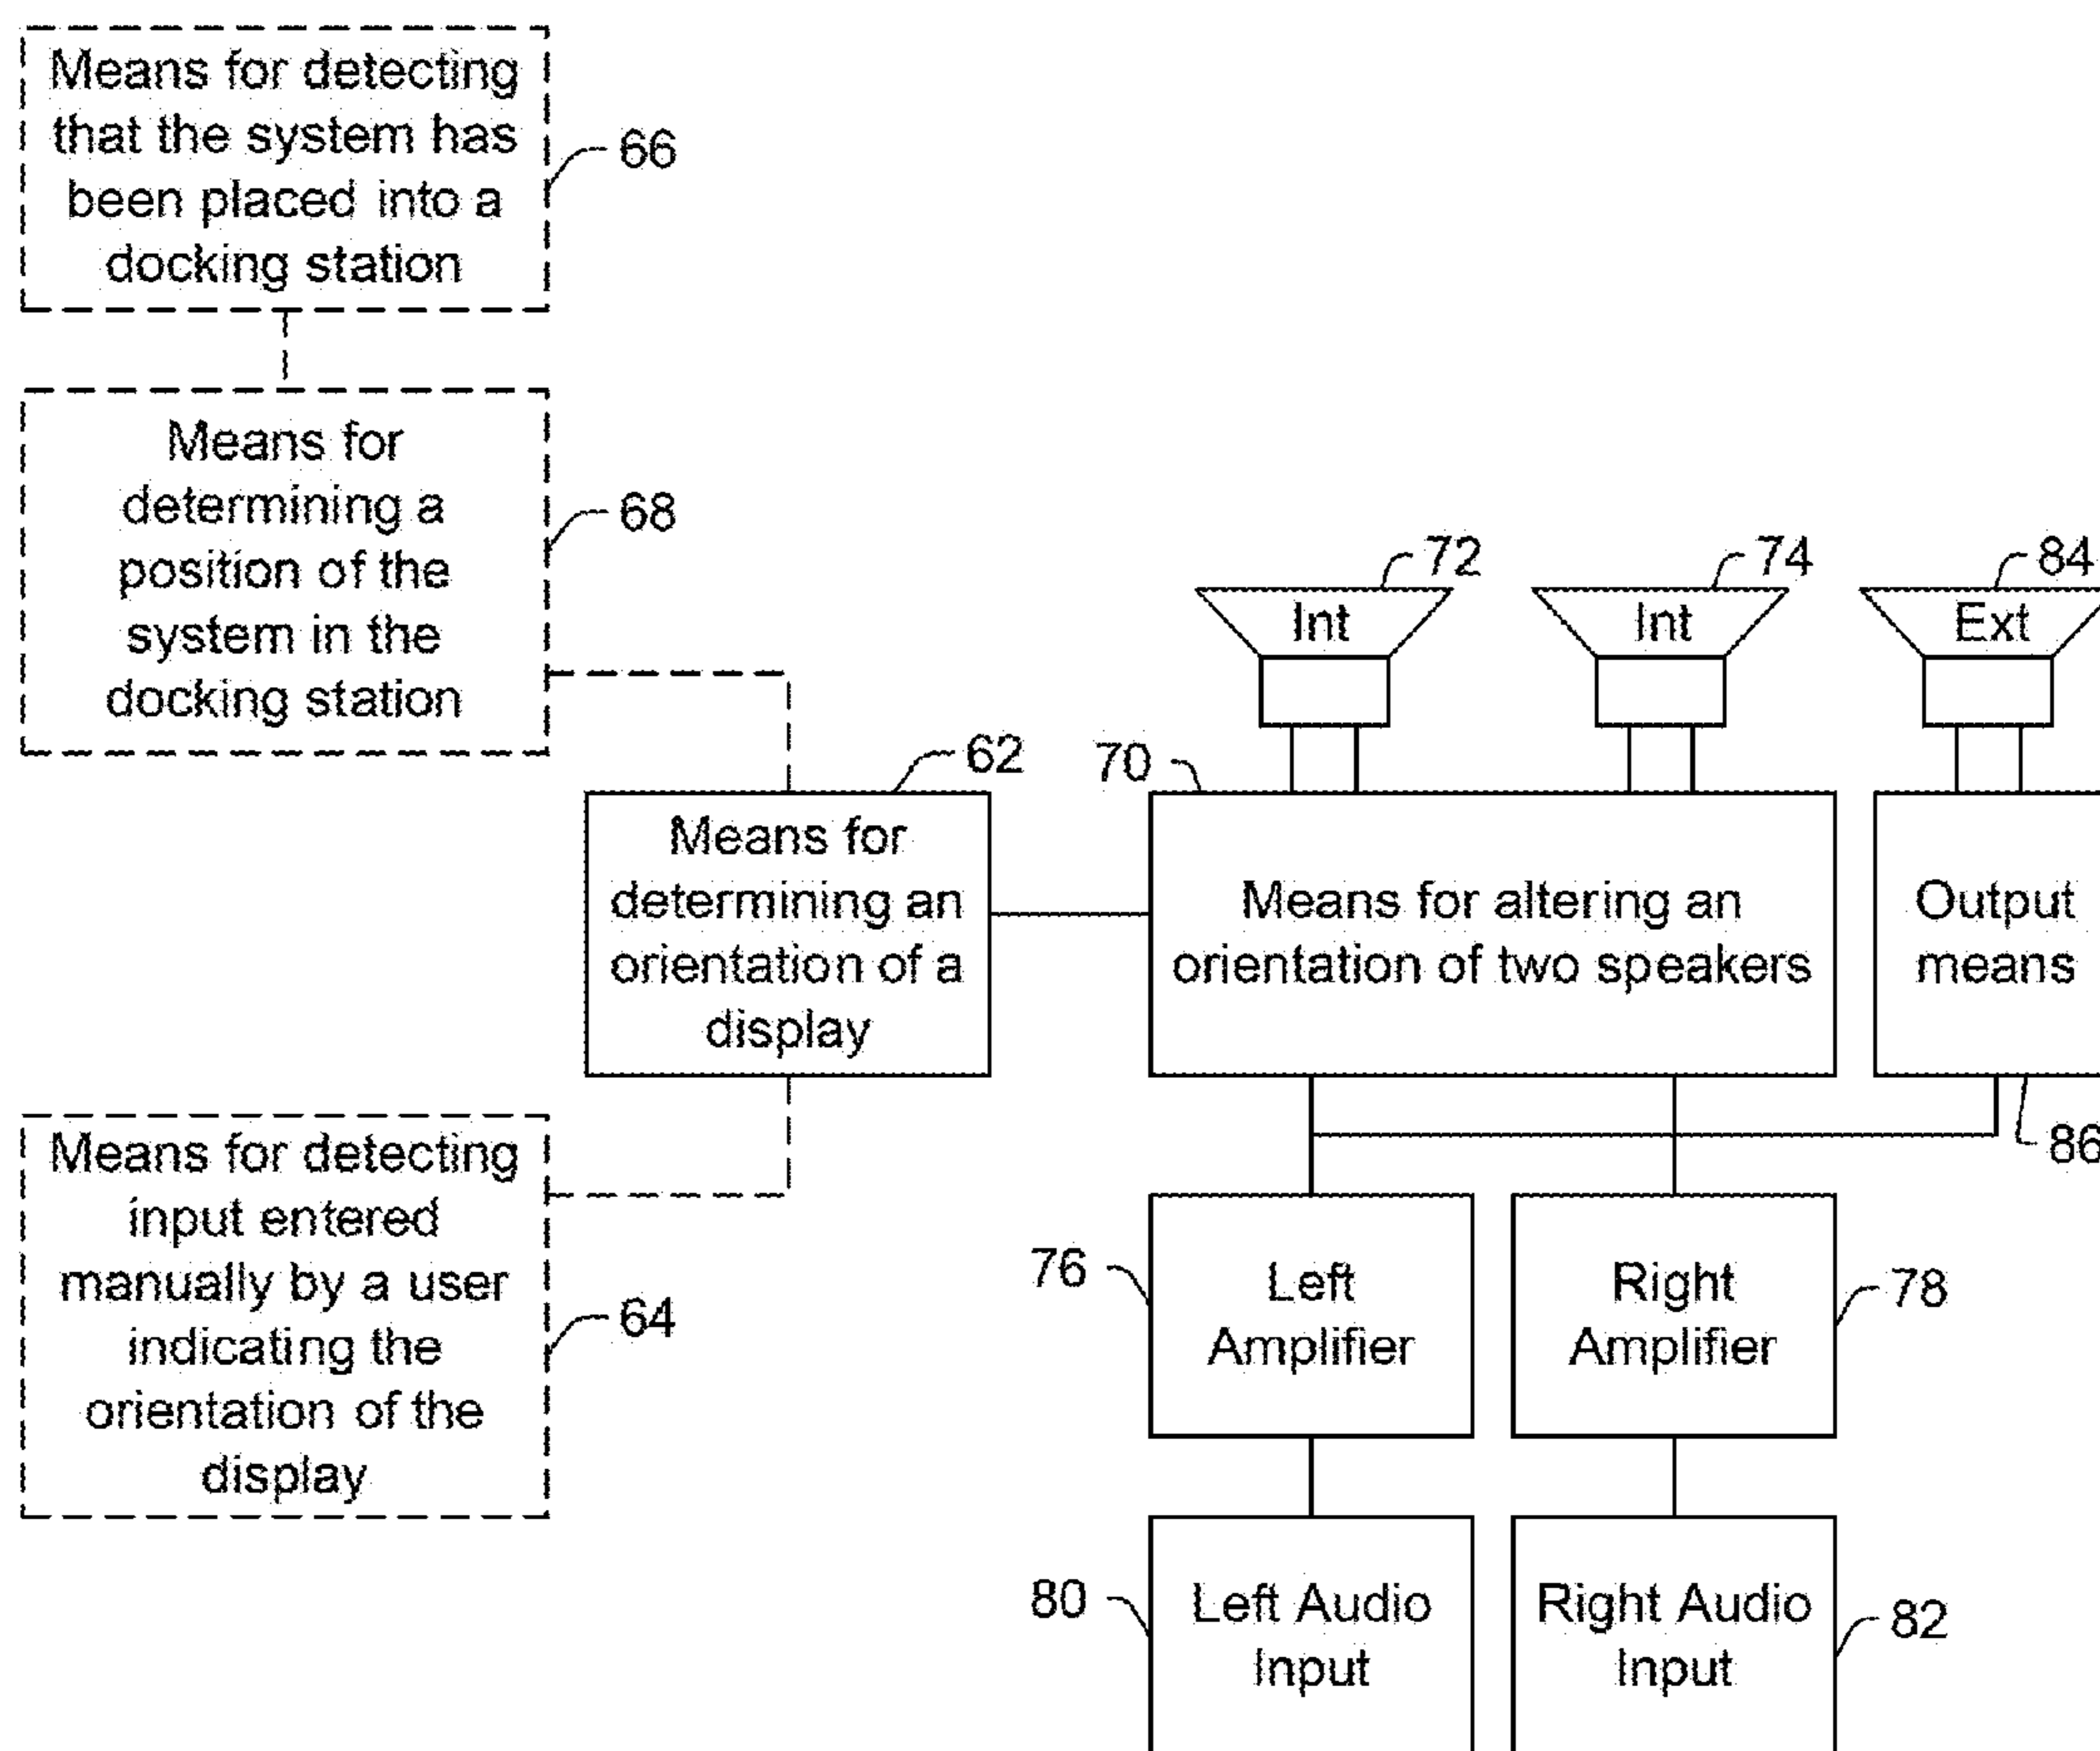 Means for detecting
that the system has
been placed into a
docking station
66
Means for
determining a
position of the
system in the
docking station
68
72
74
84
Int
Int
Ext
62
70
Means for
determining an
orientation of a
display
Means for altering an
orientation of two speakers
Output
means
86
Means for detecting
input entered
manually by a user
indicating the
orientation of the
display
64
76
Left
Amplifier
Right
Amplifier
78
80
Left Audio
Input
Right Audio
Input
82